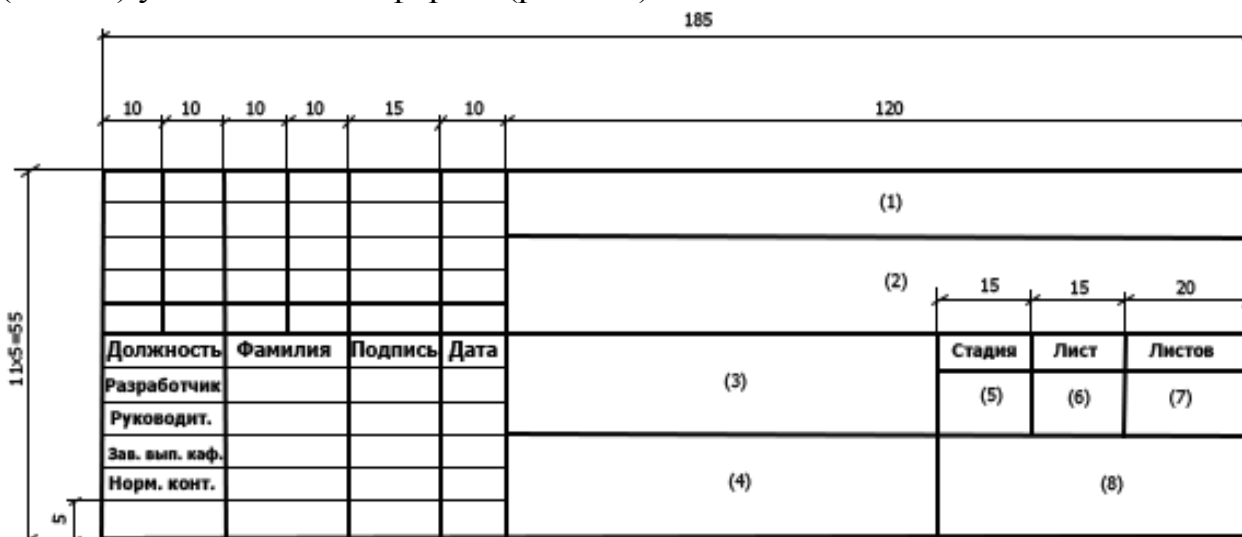 185
10 10 10 10 15 10 120
(1)
(2) 15 15 20
11x5=55
Должность Фамилия Подпись Дата Стадия Лист Листов
Разработчик (3) (5) (6) (7)
Руководит.
Зав. вып. каф.
Норм. конт. (4) (8)
5